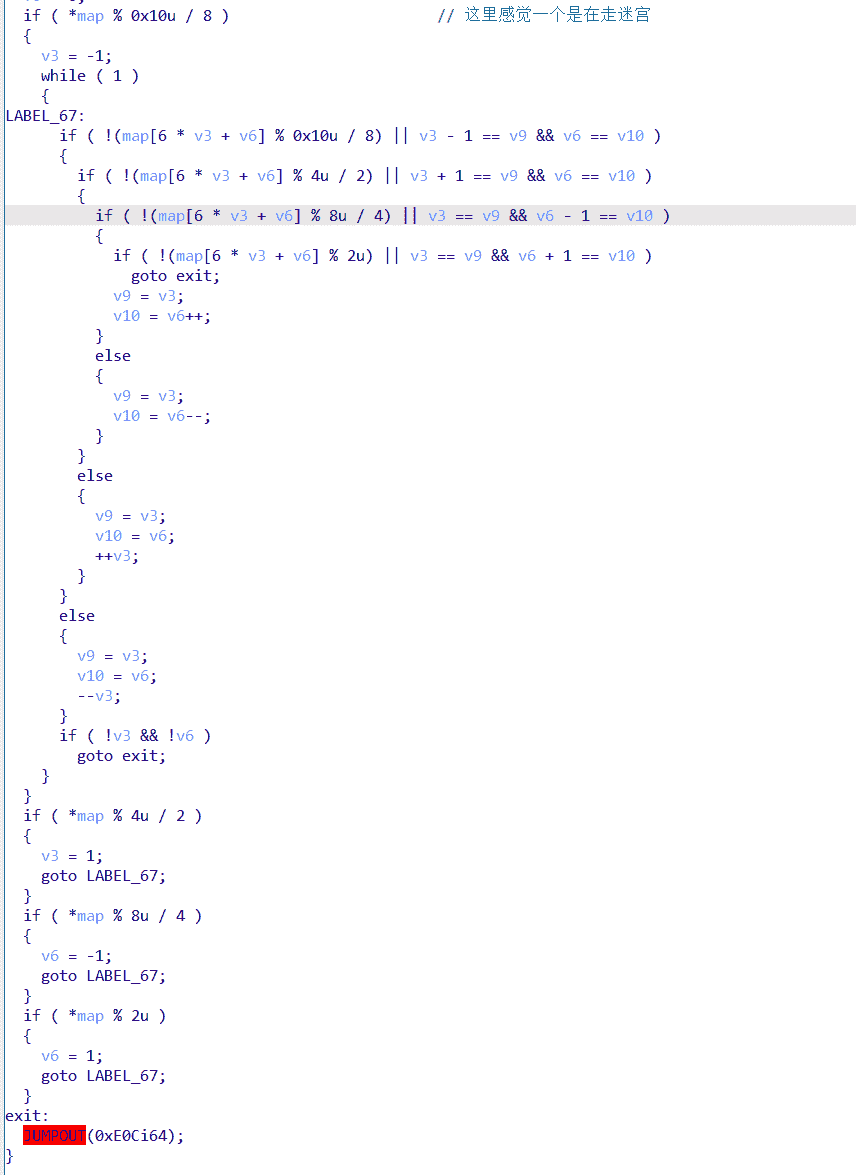 if ( *map % 0x10u / 8 )                       // 这里感觉一个是在走迷宫
  {
    v3 = -1;
    while ( 1 )
    {
LABEL_67:
      if ( !(map[6 * v3 + v6] % 0x10u / 8) || v3 - 1 == v9 && v6 == v10 )
      {
        if ( !(map[6 * v3 + v6] % 4u / 2) || v3 + 1 == v9 && v6 == v10 )
        {
          if ( !(map[6 * v3 + v6] % 8u / 4) || v3 == v9 && v6 - 1 == v10 )
          {
            if ( !(map[6 * v3 + v6] % 2u) || v3 == v9 && v6 + 1 == v10 )
              goto exit;
            v9 = v3;
            v10 = v6++;
          }
          else
          {
            v9 = v3;
            v10 = v6--;
          }
        }
        else
        {
          v9 = v3;
          v10 = v6;
          ++v3;
        }
      }
      else
      {
        v9 = v3;
        v10 = v6;
        --v3;
      }
      if ( !v3 && !v6 )
        goto exit;
    }
  }
  if ( *map % 4u / 2 )
  {
    v3 = 1;
    goto LABEL_67;
  }
  if ( *map % 8u / 4 )
  {
    v6 = -1;
    goto LABEL_67;
  }
  if ( *map % 2u )
  {
    v6 = 1;
    goto LABEL_67;
  }
exit:
  JUMPOUT(0xE0Ci64);
}